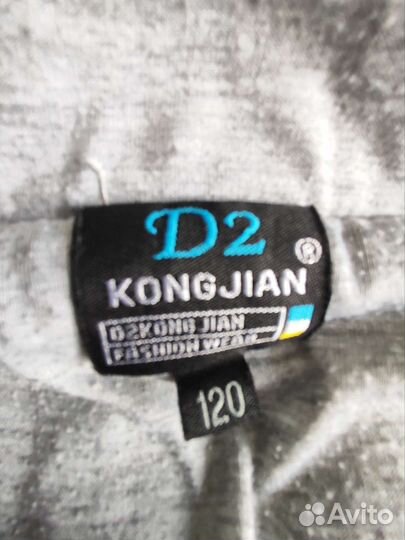 D2
®
KONGJIAN
D2KONG JIAN
FASHION WEAR
120
Avito